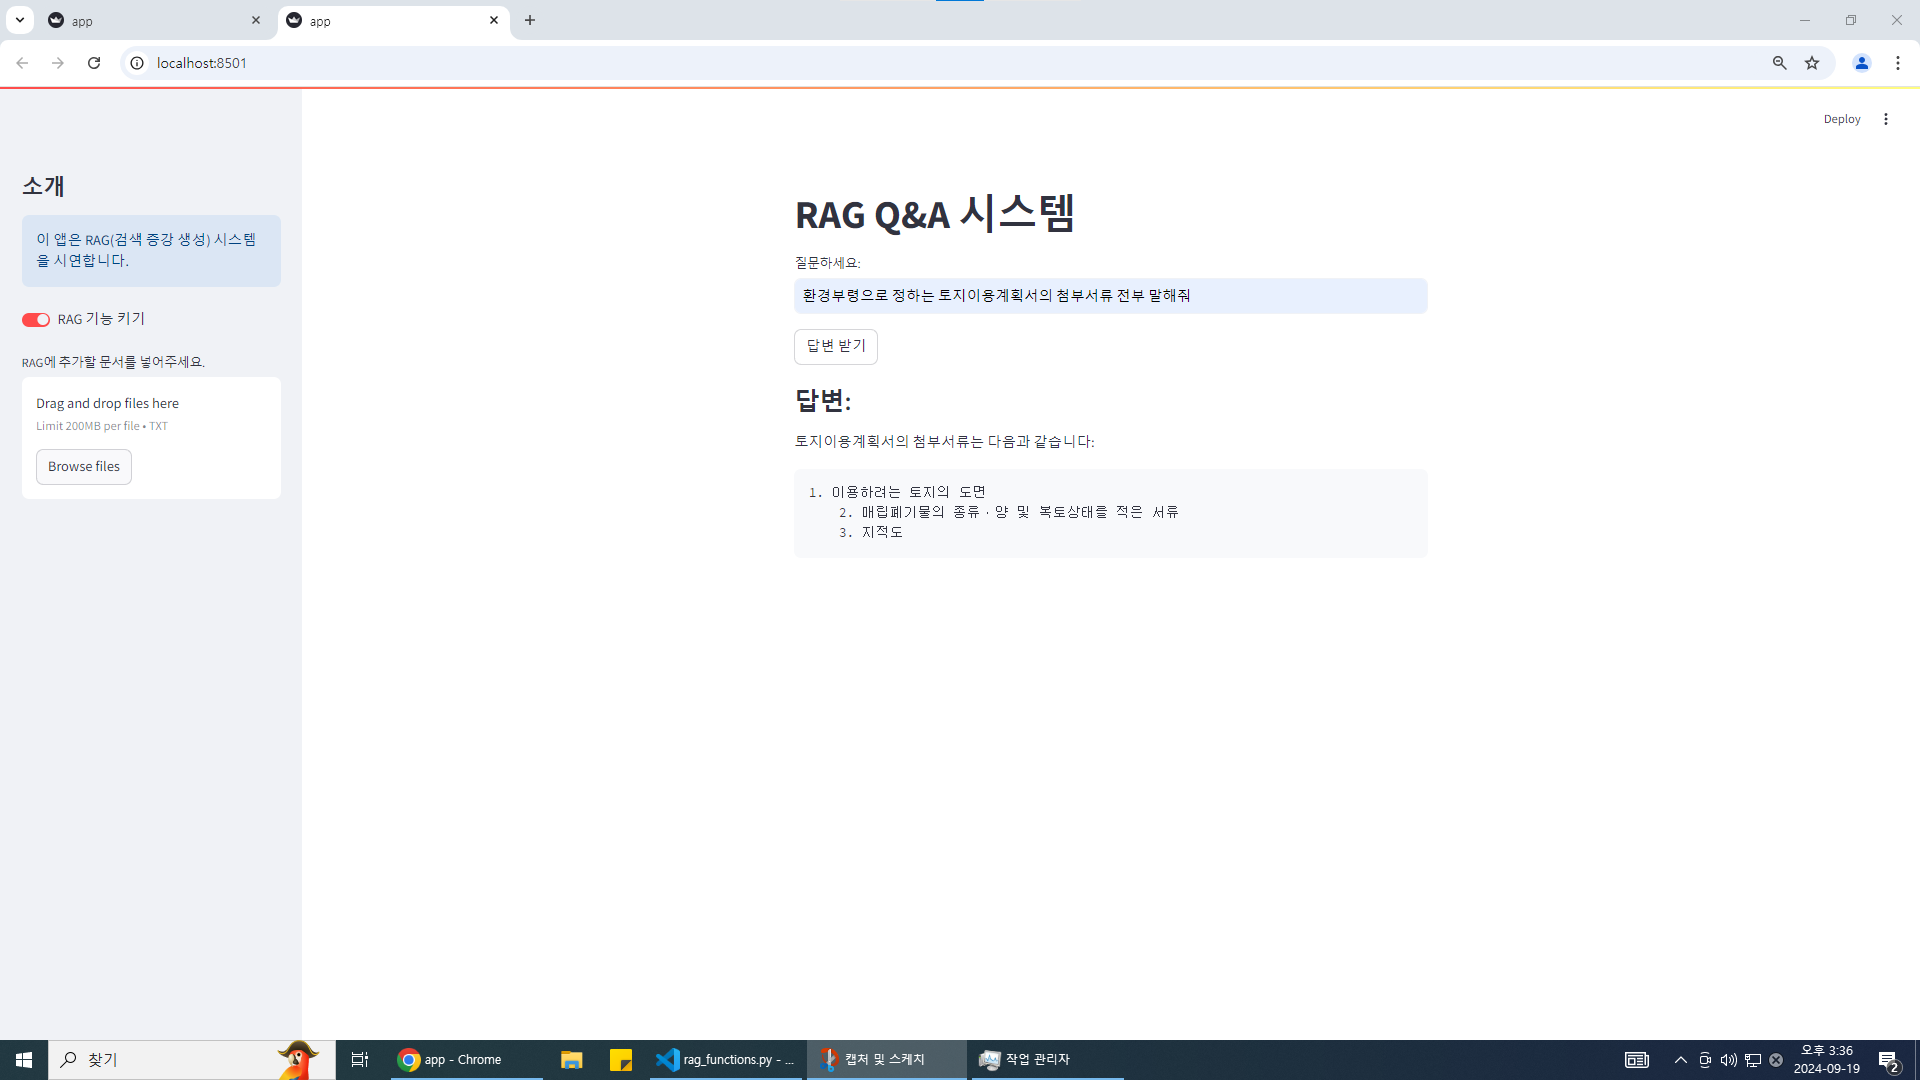 app
app
localhost:8501
Deploy
소개
이 앱은 RAG(검색 증강 생성) 시스템
을 시연합니다.
RAG 기능 키기
RAG에 추가할 문서를 넣어주세요.
Drag and drop files here
Limit 200MB per file • TXT
Browse files
RAG Q&A 시스템
질문하세요:
환경부령으로 정하는 토지이용계획서의 첨부서류 전부 말해줘
답변 받기
답변:
토지이용계획서의 첨부서류는 다음과 같습니다:
1. 이용하려는 토지의 도면
2. 매립폐기물의 종류ㆍ양 및 복토상태를 적은 서류
3. 지적도
찾기
app - Chrome
rag_functions.py - ...
캡처 및 스케치
작업 관리자
오후 3:36
2024-09-19
2